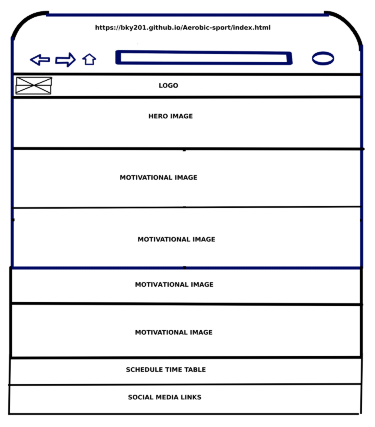 https://bky201.github.io/Aerobic-sport/index.html
LOGO
HERO IMAGE
MOTIVATIONAL IMAGE
MOTIVATIONAL IMAGE
MOTIVATIONAL IMAGE
MOTIVATIONAL IMAGE
SCHEDULE TIME TABLE
SOCIAL MEDIA LINKS